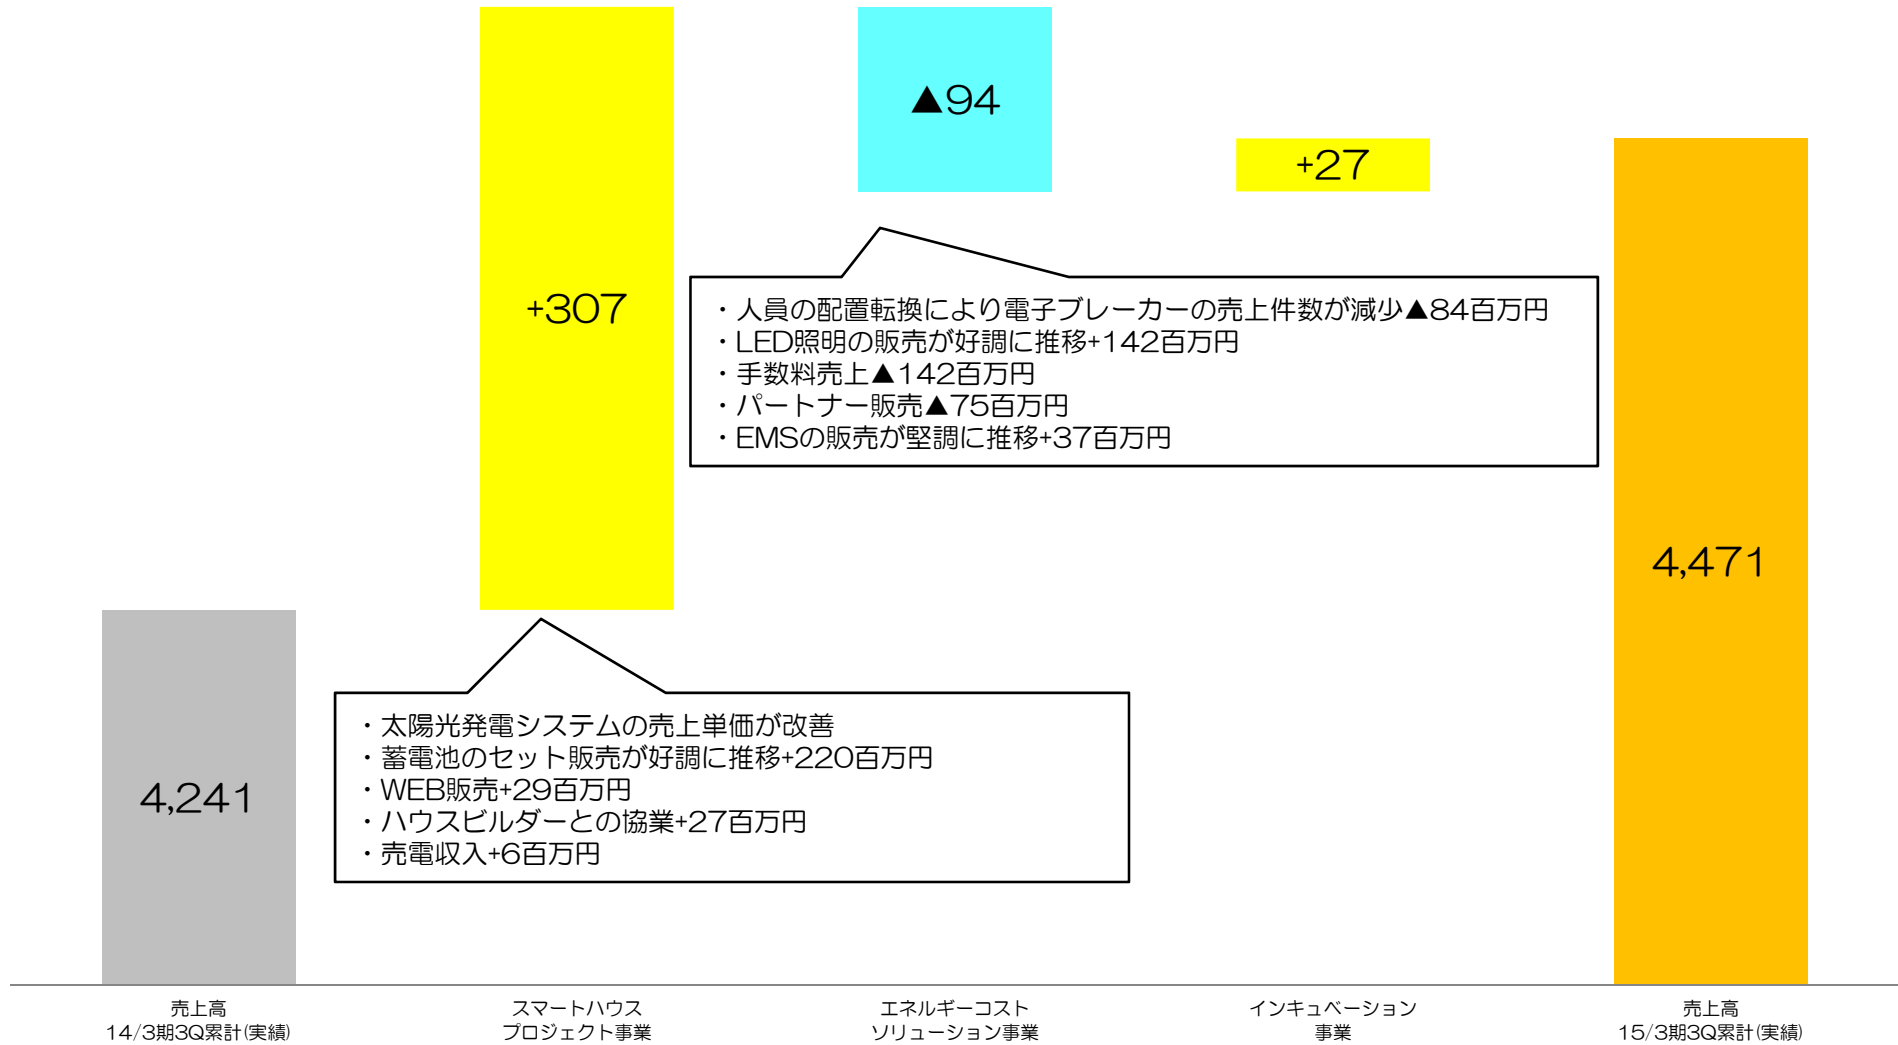 ▲94
+27
+307
・人員の配置転換により電子ブレーカーの売上件数が減少▲84百万円
・LED照明の販売が好調に推移+142百万円
・手数料売上▲142百万円
・パートナー販売▲75百万円
・EMSの販売が堅調に推移+37百万円
4,471
・太陽光発電システムの売上単価が改善
・蓄電池のセット販売が好調に推移+220百万円
・WEB販売+29百万円
・ハウスビルダーとの協業+27百万円
・売電収入+6百万円
4,241
売上高
14/3期3Q累計(実績)
スマートハウス
プロジェクト事業
エネルギーコスト
ソリューション事業
インキュベーション
事業
売上高
15/3期3Q累計(実績)